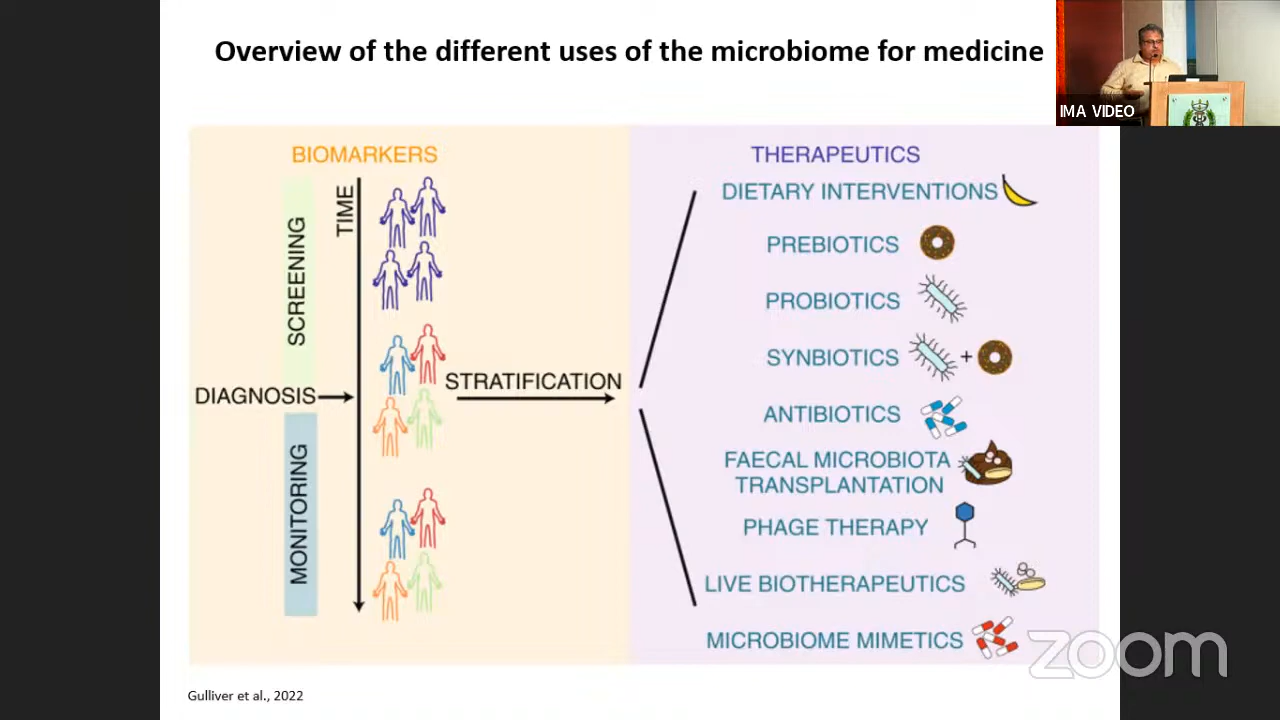 Overview of the different uses of the microbiome for medicine
IMA VIDEO
BIOMARKERS
TIME
SCREENING
DIAGNOSIS
STRATIFICATION
MONITORING
THERAPEUTICS
DIETARY INTERVENTIONS
PREBIOTICS
PROBIOTICS
SYNBIOTICS
+
ANTIBIOTICS
FAECAL MICROBIOTA
TRANSPLANTATION
PHAGE THERAPY
LIVE BIOTHERAPEUTICS
MICROBIOME MIMETICS
zoom
Gulliver et al., 2022